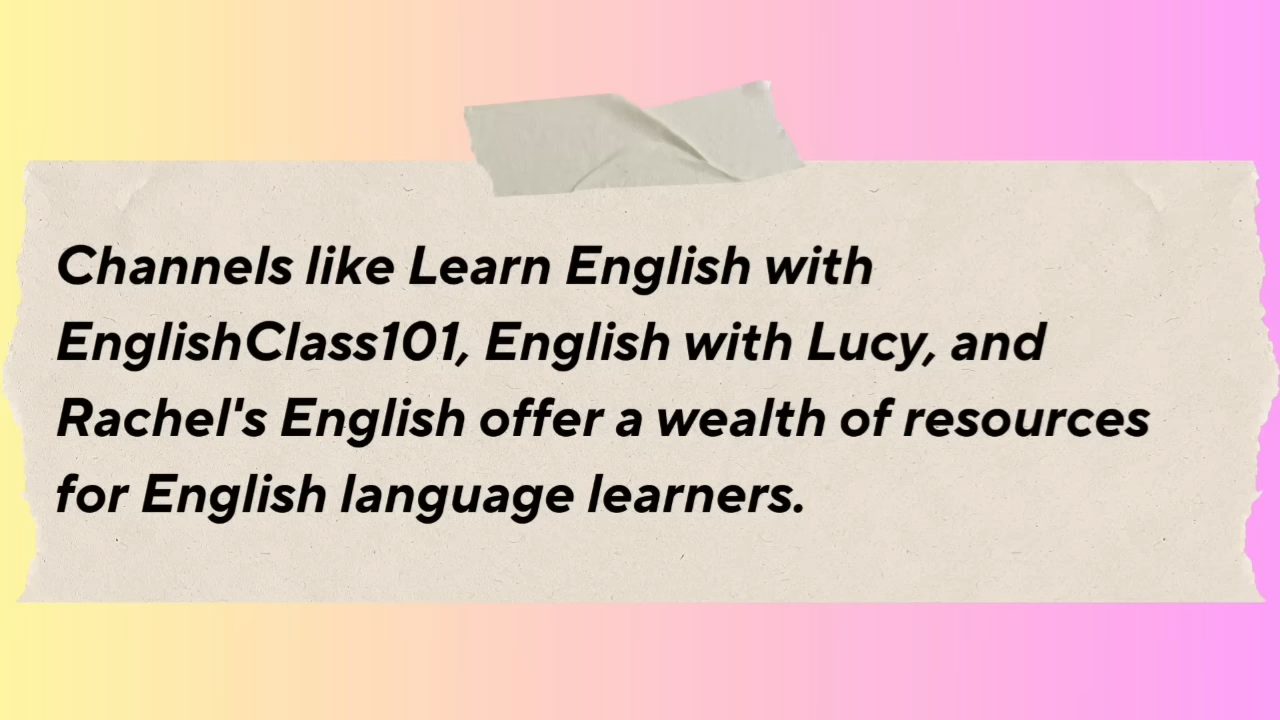 Channels like Learn English with
EnglishClass101, English with Lucy, and
Rachel's English offer a wealth of resources
for English language learners.